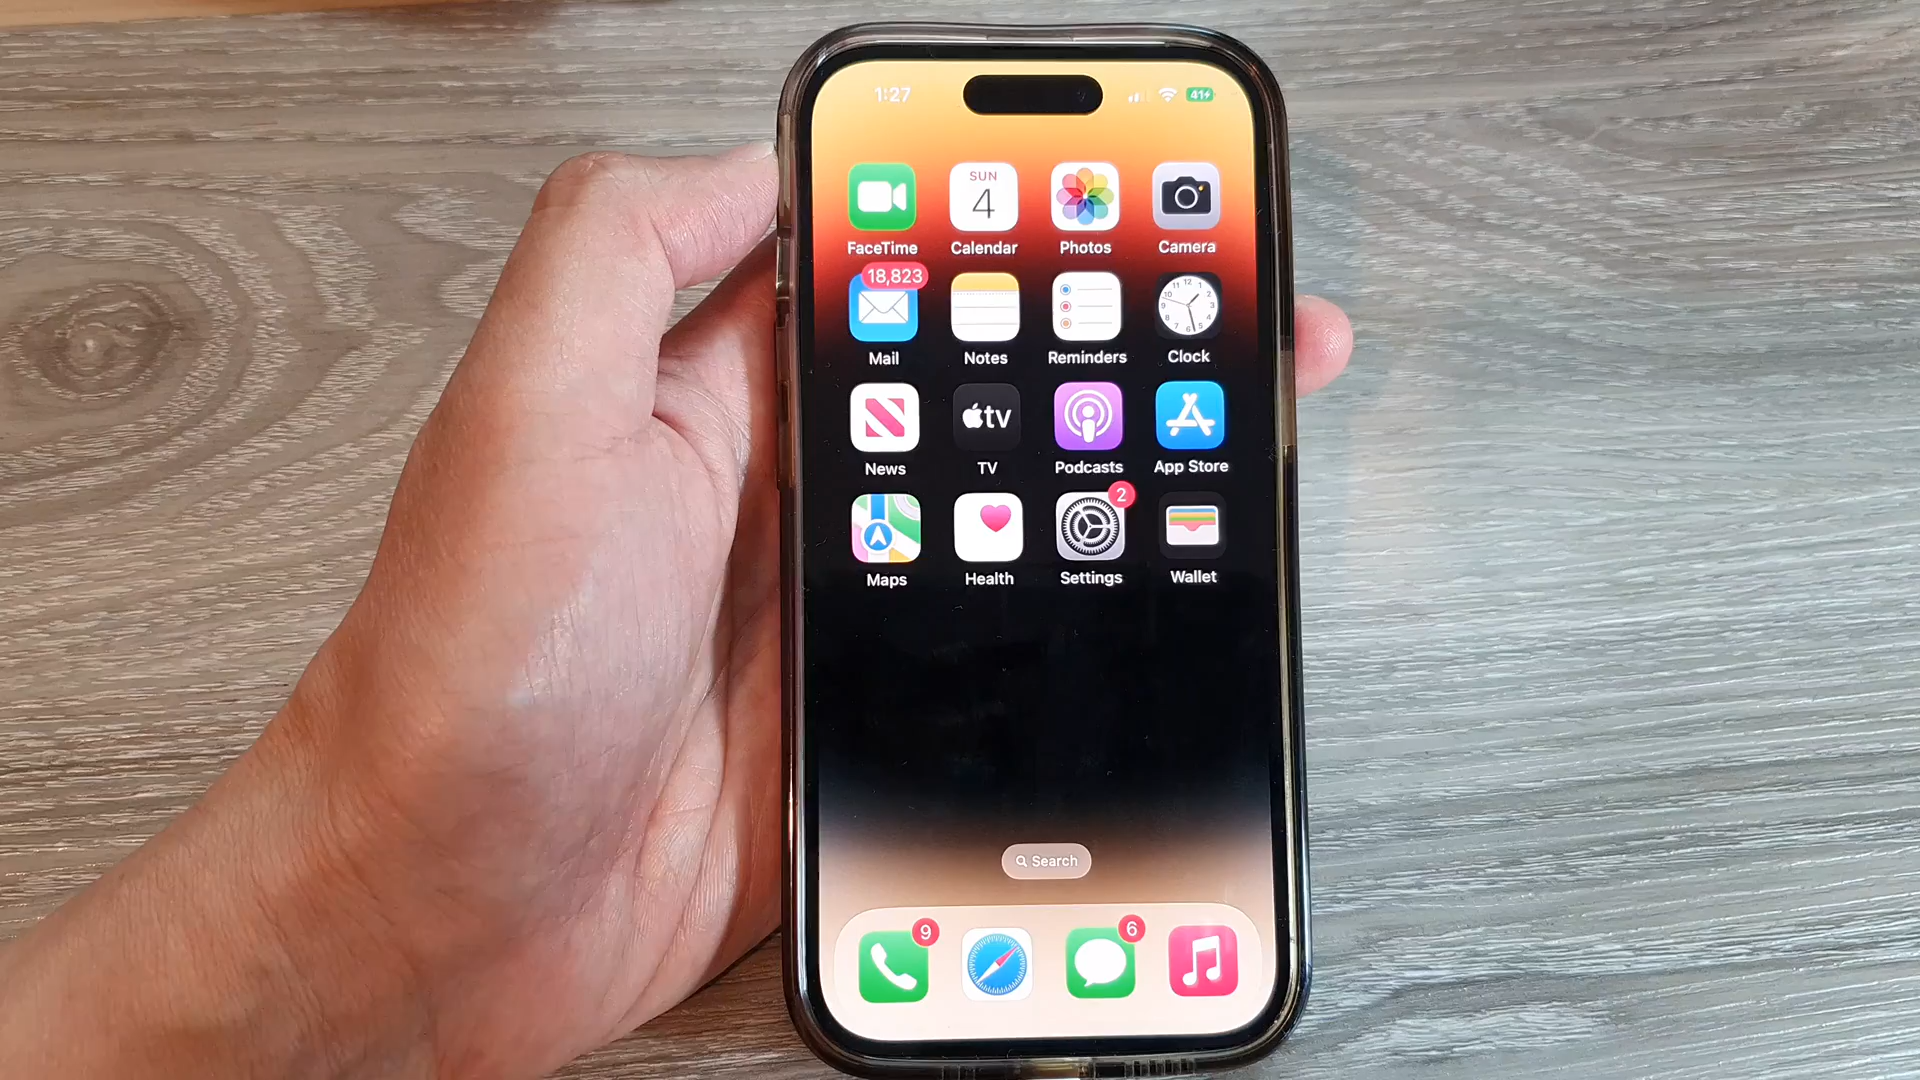 1:27
41
SUN
4
FaceTime Calendar Photos Camera
18,823
Mail Notes Reminders Clock
tv
News TV Podcasts App Store
2
Maps Health Settings Wallet
Search
9 6